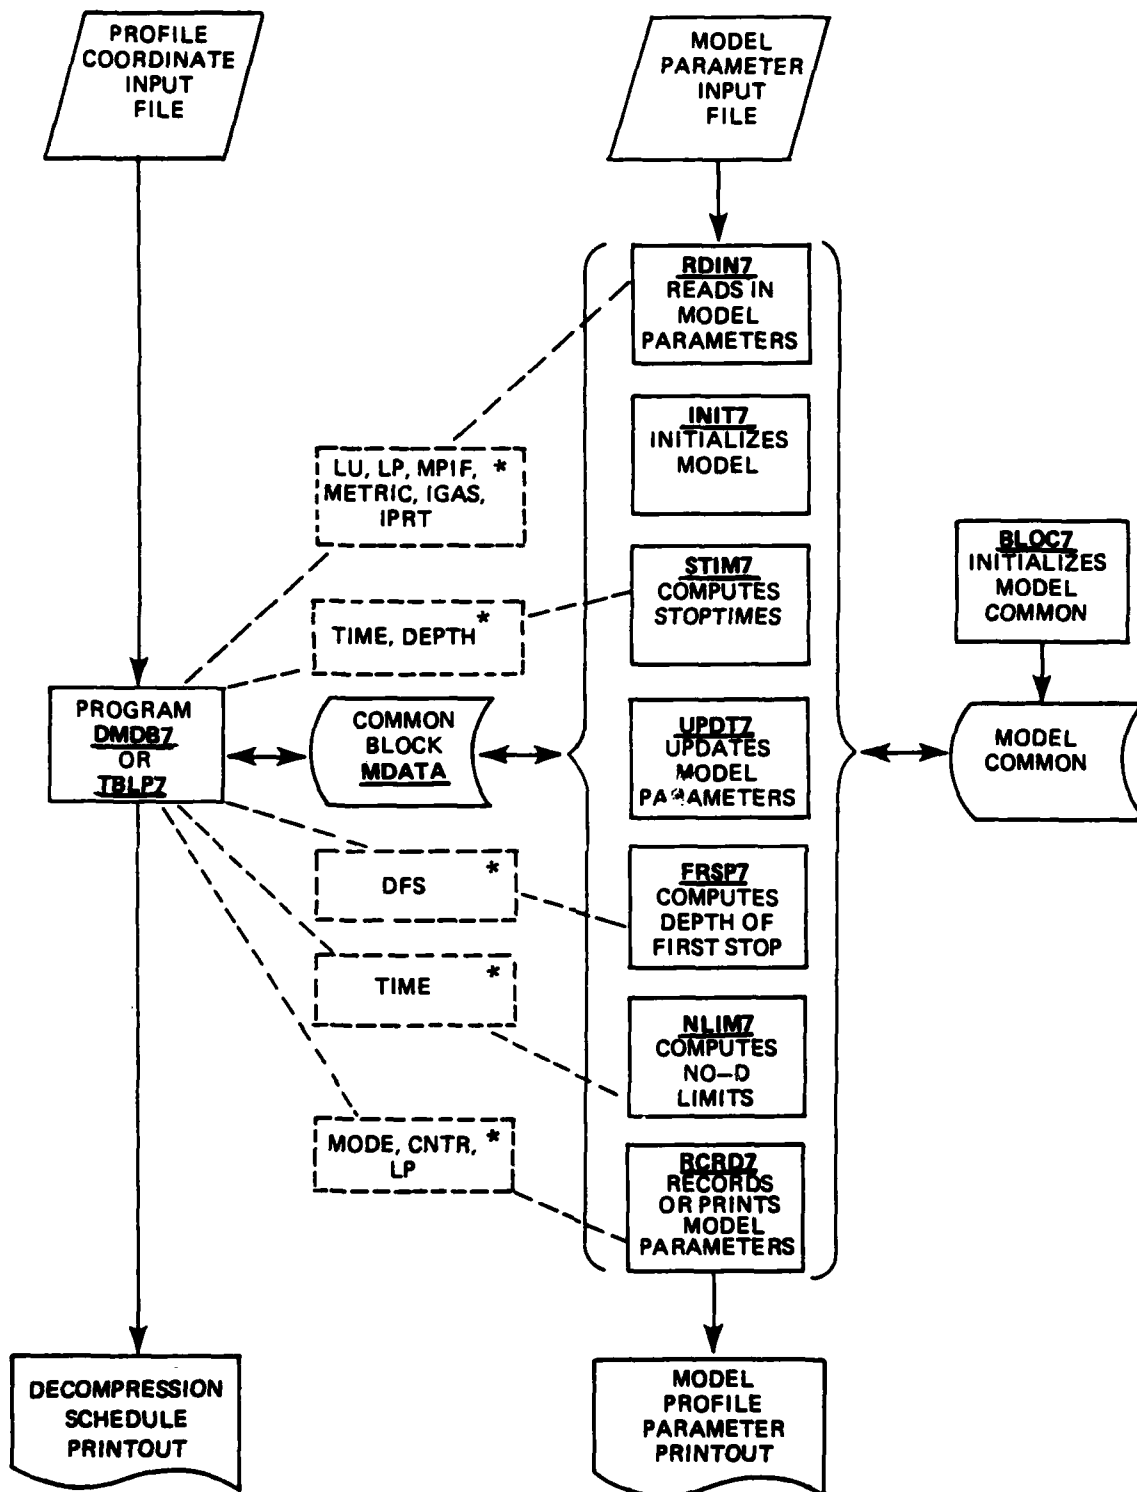 PROFILE
COORDINATE
INPUT
FILE
MODEL
PARAMETER
INPUT
FILE
RDIN7
READS IN
MODEL
PARAMETERS
INIT7
INITIALIZES
MODEL
LU, LP, MPIF, *
METRIC, IGAS,
IPRT
STIM7
COMPUTES
STOPTIMES
BLOC7
INITIALIZES
MODEL
COMMON
TIME, DEPTH *
PROGRAM
DMDB7
OR
TBLP7
COMMON
BLOCK
MDATA
UPDT7
UPDATES
MODEL
PARAMETERS
MODEL
COMMON
DFS *
FRSP7
COMPUTES
DEPTH OF
FIRST STOP
TIME *
NLIM7
COMPUTES
NO-D
LIMITS
MODE, CNTR, *
LP
RCRD7
RECORDS
OR PRINTS
MODEL
PARAMETERS
DECOMPRESSION
SCHEDULE
PRINTOUT
MODEL
PROFILE
PARAMETER
PRINTOUT